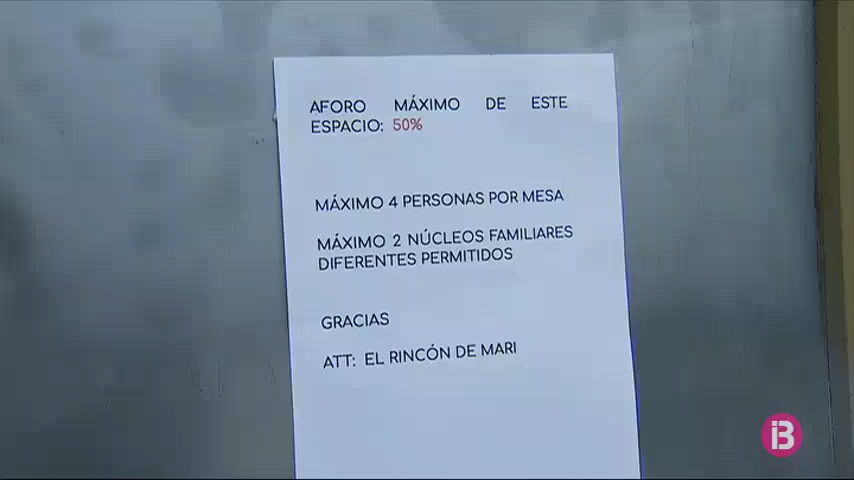 AFORO MÁXIMO DE ESTE
ESPACIO: 50%
MÁXIMO 4 PERSONAS POR MESA
MÁXIMO 2 NÚCLEOS FAMILIARES
DIFERENTES PERMITIDOS
GRACIAS
ATT: EL RINCÓN DE MARI
IB